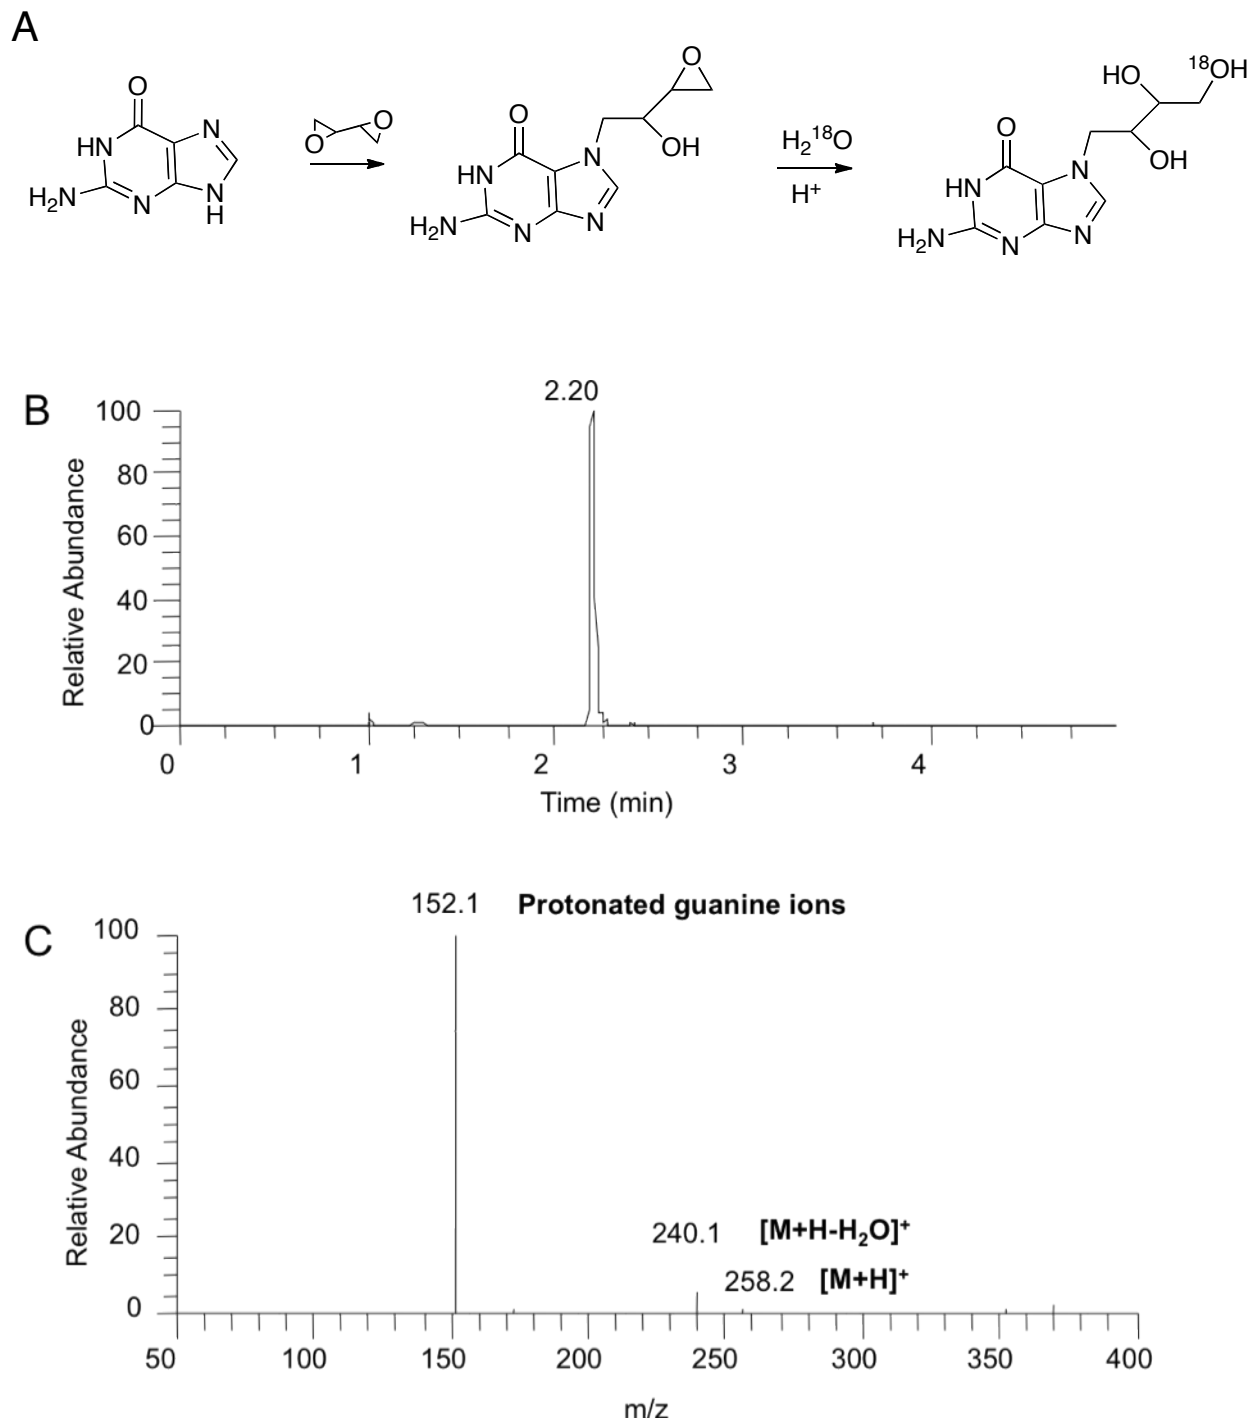 A
O
HN
N
H2N
N
N
H
O
O
O
O
OH
HN
N
H2N
N
N
H2 18O
H+
HO
18OH
OH
O
HN
N
H2N
N
N
B
2.20
100
80
60
40
20
0
Relative Abundance
0 1 2 3 4
Time (min)
152.1 Protonated guanine ions
C
100
80
60
40
20
0
Relative Abundance
240.1 [M+H-H2O]+
258.2 [M+H]+
50 100 150 200 250 300 350 400
m/z